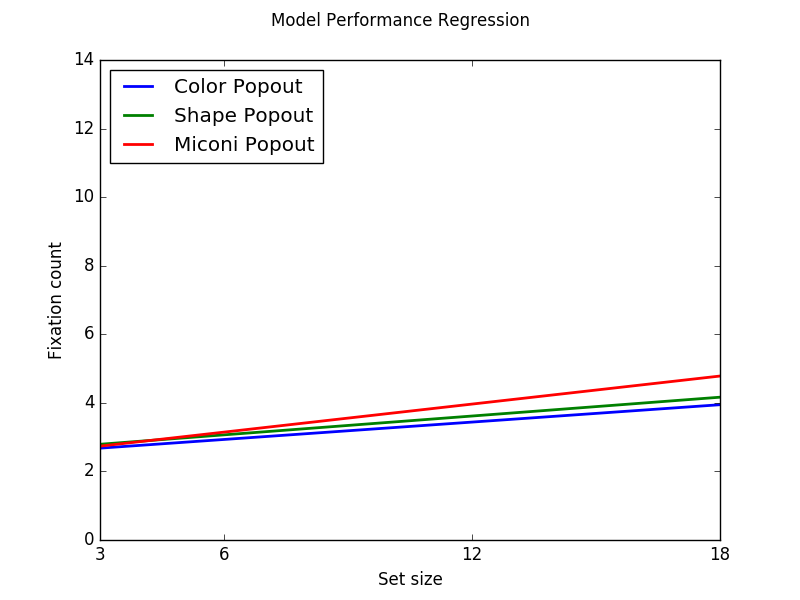 Model Performance Regression
14
12
10
8
6
4
2
0
Color Popout
Shape Popout
Miconi Popout
Fixation count
3 6 12 18
Set size